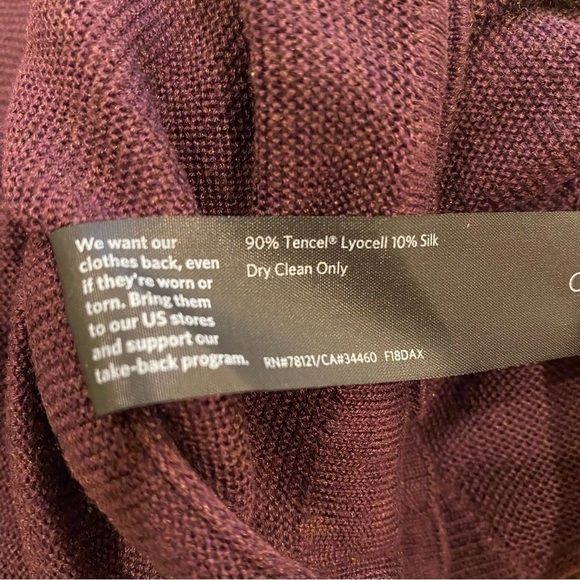 We want our
clothes back, even
if they're worn or
torn. Bring them
to our US stores
and support our
take-back program.
90% Tencel® Lyocell 10% Silk
Dry Clean Only
RN#78121/CA#34460 F18DAX